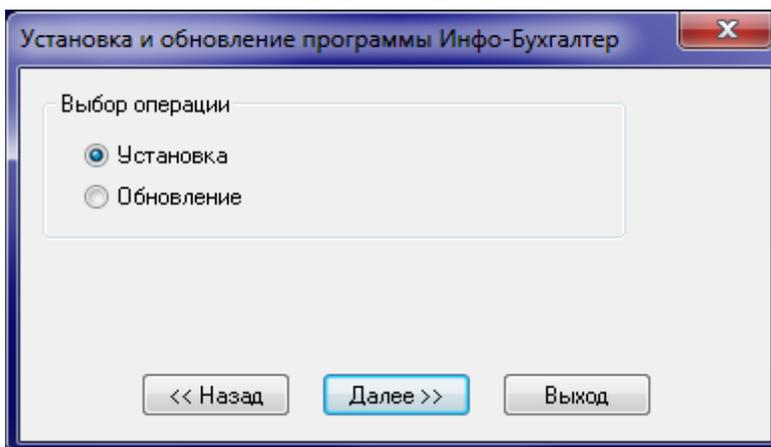 Установка и обновление программы Инфо-Бухгалтер
Выбор операции
Установка
Обновление
<< Назад
Далее >>
Выход